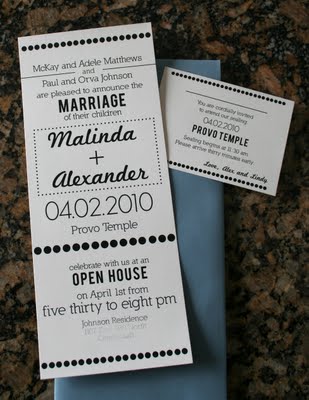 McKay and Adele Matthews
and
Paul and Orva Johnson
are pleased to announce the
MARRIAGE
of their children
Malinda
+
Alexander
04.02.2010
Provo Temple
celebrate with us at an
OPEN HOUSE
on April 1st from
five thirty to eight pm
Johnson Residence
You are cordially invited
to attend our sealing
04.02.2010
PROVO TEMPLE
Seating begins at 11:30 am
Please arrive thirty minutes early
Love, Alex and Lindy